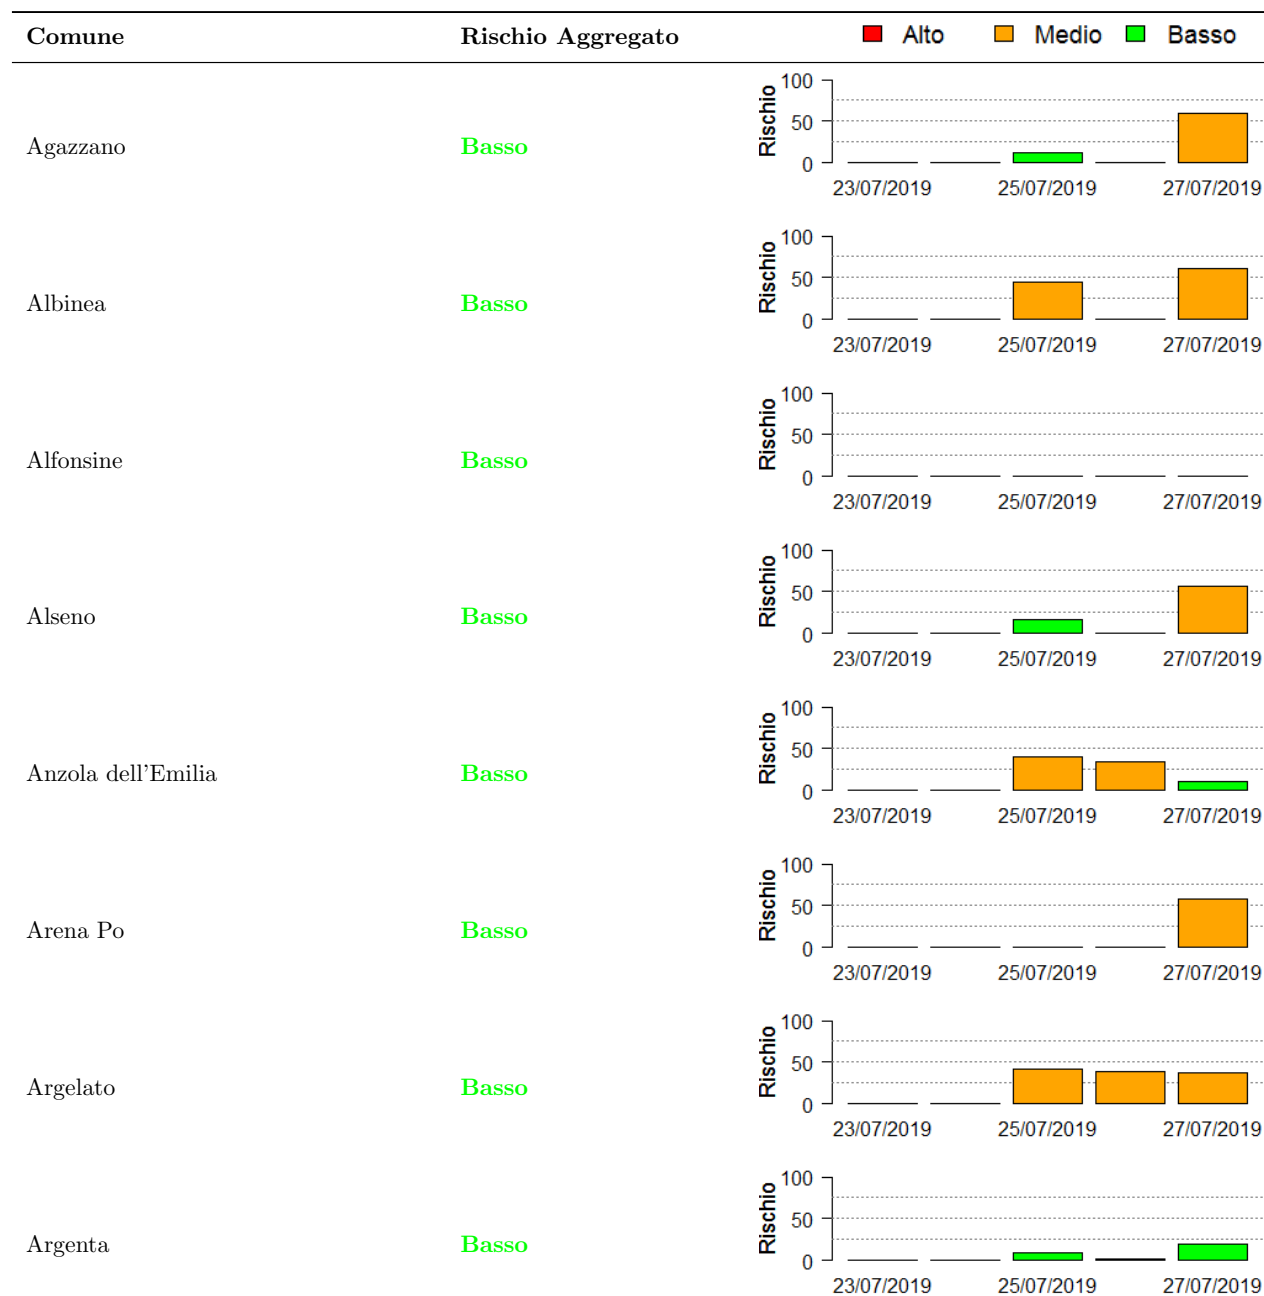 Comune Rischio Aggregato Alto Medio Basso
Agazzano Basso
Rischio
100
50
0
23/07/2019 25/07/2019 27/07/2019
Albinea Basso
Rischio
100
50
0
23/07/2019 25/07/2019 27/07/2019
Alfonsine Basso
Rischio
100
50
0
23/07/2019 25/07/2019 27/07/2019
Alseno Basso
Rischio
100
50
0
23/07/2019 25/07/2019 27/07/2019
Anzola dell'Emilia Basso
Rischio
100
50
0
23/07/2019 25/07/2019 27/07/2019
Arena Po Basso
Rischio
100
50
0
23/07/2019 25/07/2019 27/07/2019
Argelato Basso
Rischio
100
50
0
23/07/2019 25/07/2019 27/07/2019
Argenta Basso
Rischio
100
50
0
23/07/2019 25/07/2019 27/07/2019